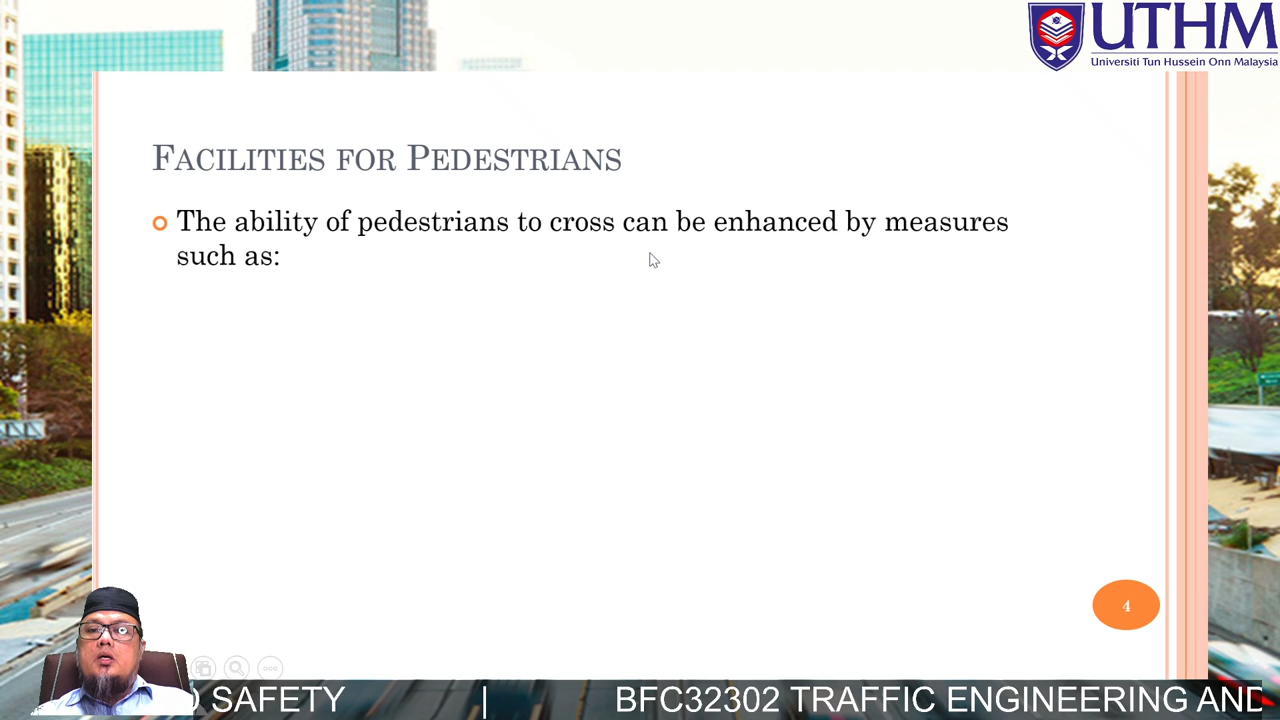 UTHM
Universiti Tun Hussein Onn Malaysia
FACILITIES FOR PEDESTRIANS
The ability of pedestrians to cross can be enhanced by measures
such as:
4
SAFETY | BFC32302 TRAFFIC ENGINEERING AND